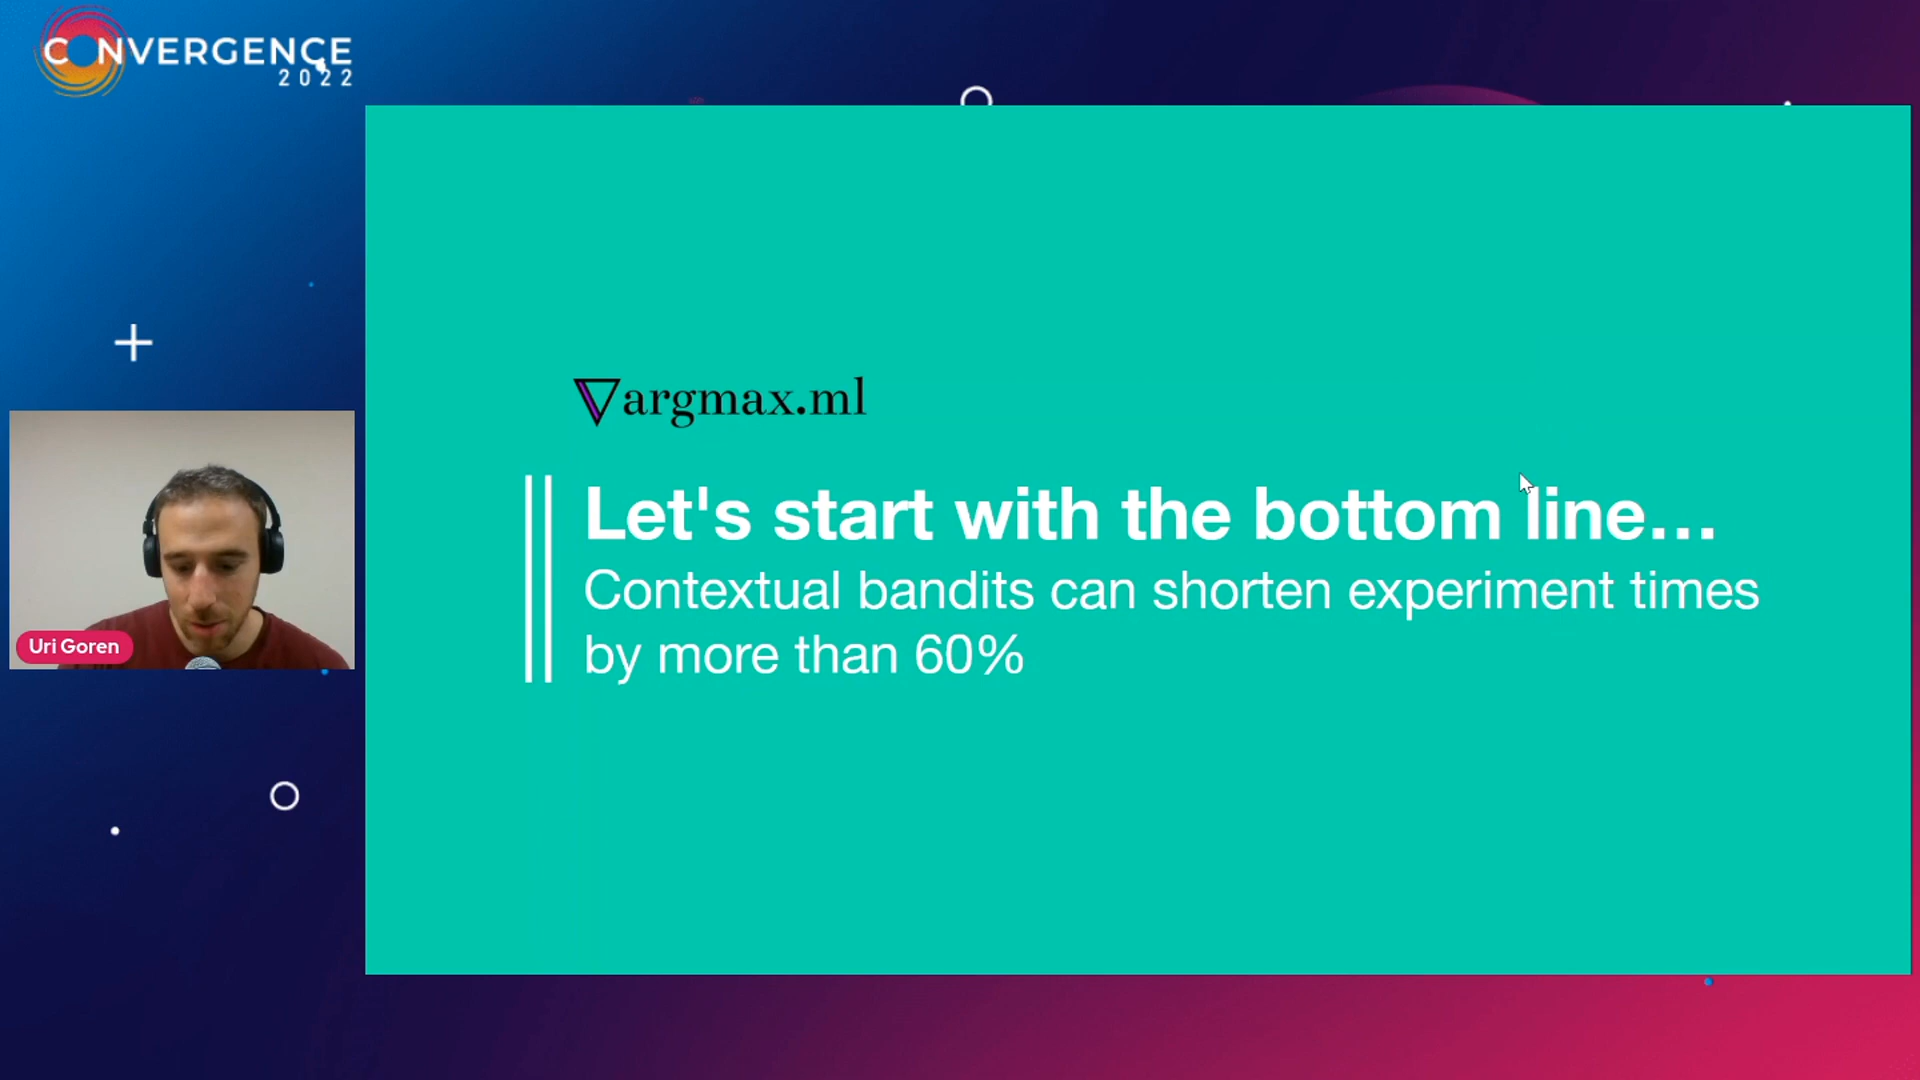 CONVERGENCE
2022
argmax.ml
Let's start with the bottom line...
Contextual bandits can shorten experiment times
by more than 60%
Uri Goren